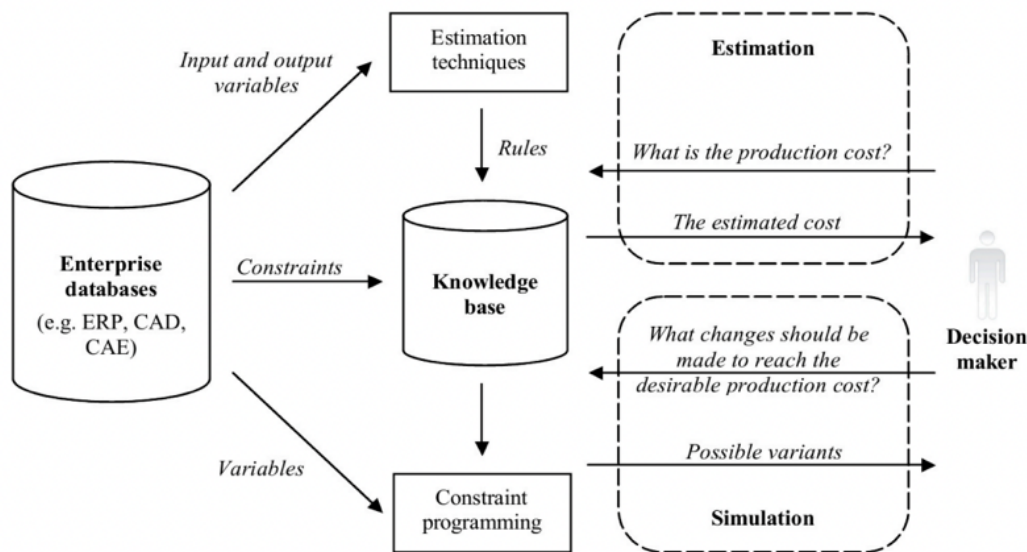 Estimation
techniques
Estimation
Input and output
variables
Rules
What is the production cost?
The estimated cost
Enterprise
databases
(e.g. ERP, CAD,
CAE)
Constraints
Knowledge
base
What changes should be
made to reach the
desirable production cost?
Decision
maker
Variables
Possible variants
Constraint
programming
Simulation